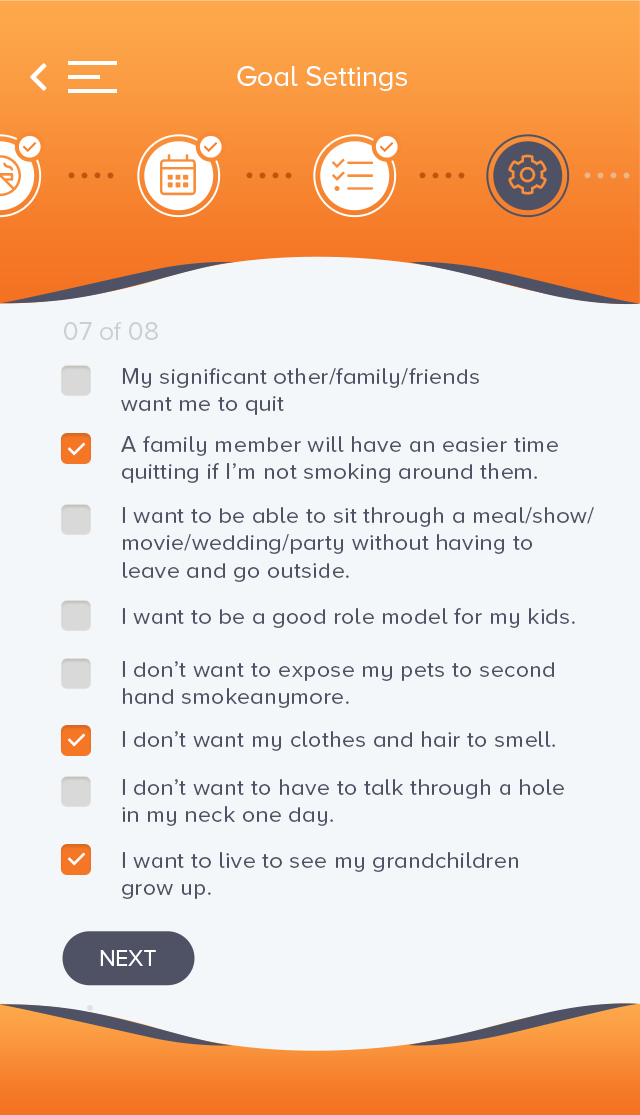 Goal Settings
07 of 08
My significant other/family/friends
want me to quit
A family member will have an easier time
quitting if I’m not smoking around them.
I want to be able to sit through a meal/show/
movie/wedding/party without having to
leave and go outside.
I want to be a good role model for my kids.
I don’t want to expose my pets to second
hand smokeanymore.
I don’t want my clothes and hair to smell.
I don’t want to have to talk through a hole
in my neck one day.
I want to live to see my grandchildren
grow up.
NEXT